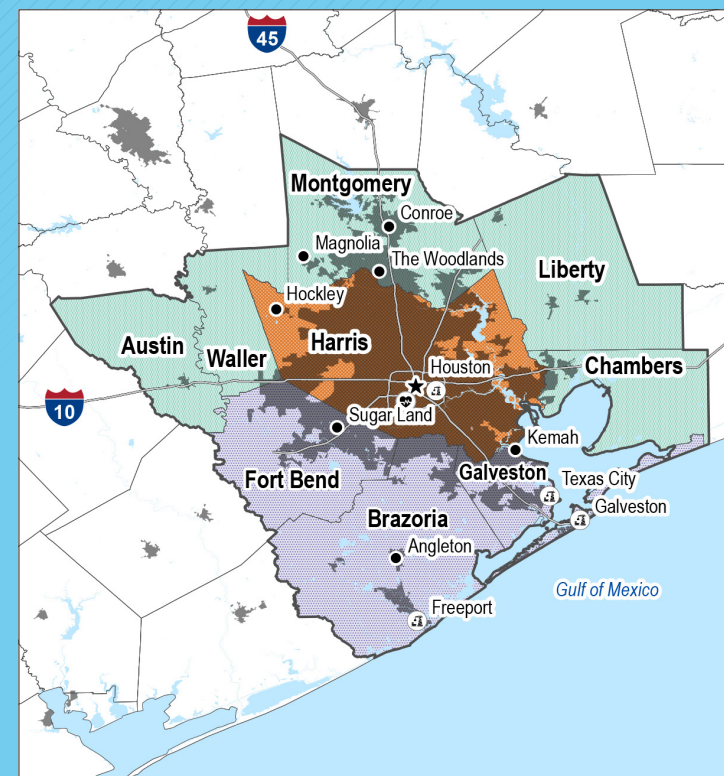 45
Montgomery
Conroe
Magnolia
The Woodlands
Liberty
Hockley
Austin
Waller
Harris
Houston
Chambers
10
Sugar Land
Kemah
Fort Bend
Galveston
Texas City
Galveston
Brazoria
Angleton
Gulf of Mexico
Freeport